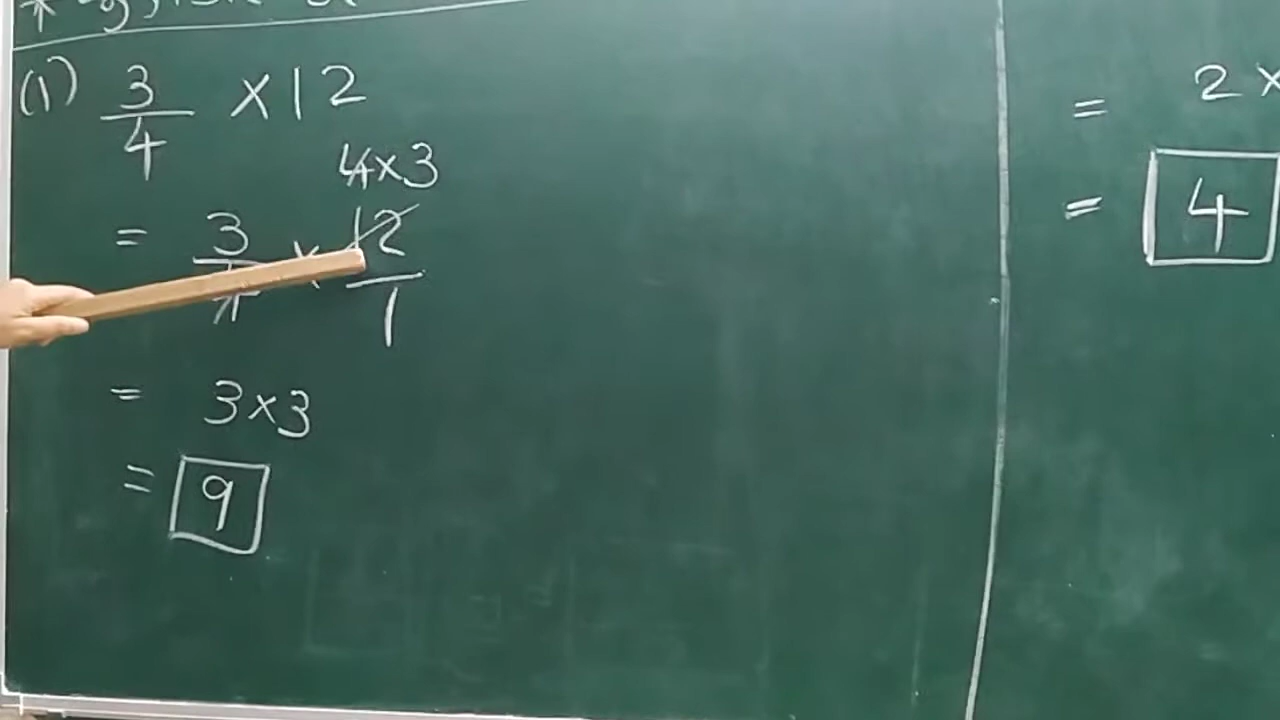 (1) 3/4 × 12
4×3
= 3/4 × 12/1
= 3×3
= 9
= 2 ×
= 4